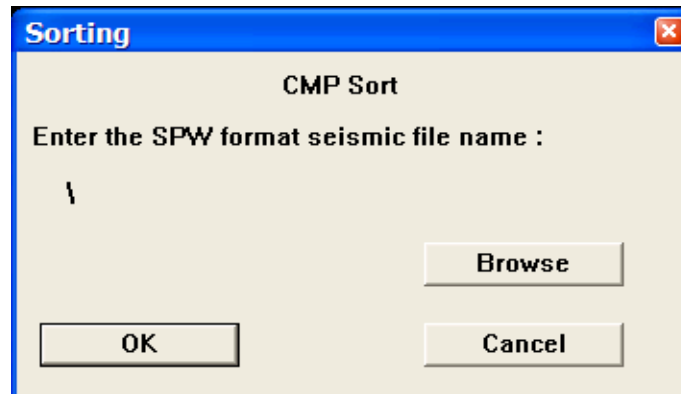 Sorting
CMP Sort
Enter the SPW format seismic file name :
\
Browse
OK Cancel